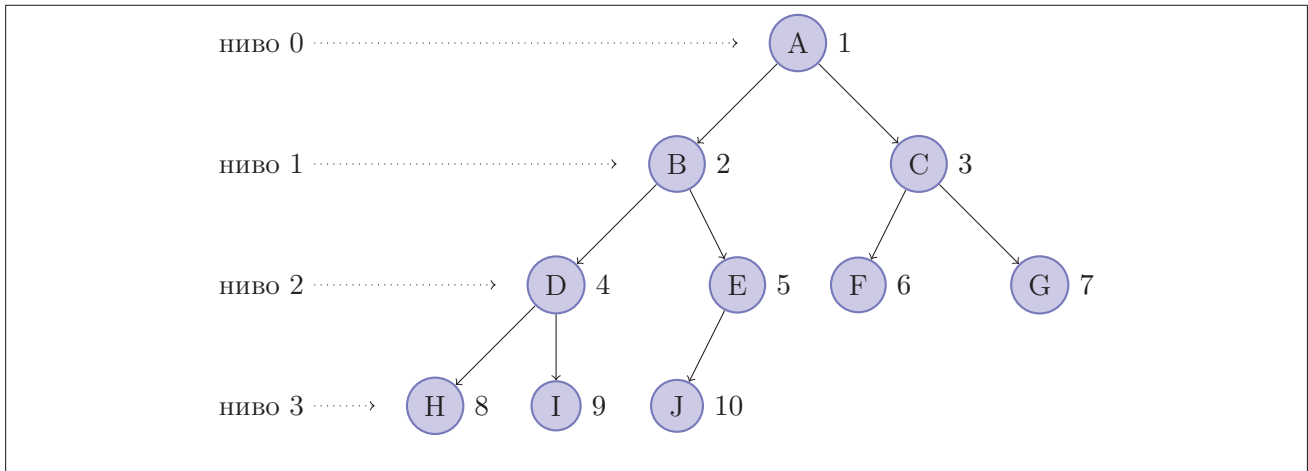 ниво 0 A 1
ниво 1 B 2 C 3
ниво 2 D 4 E 5 F 6 G 7
ниво 3 H 8 I 9 J 10